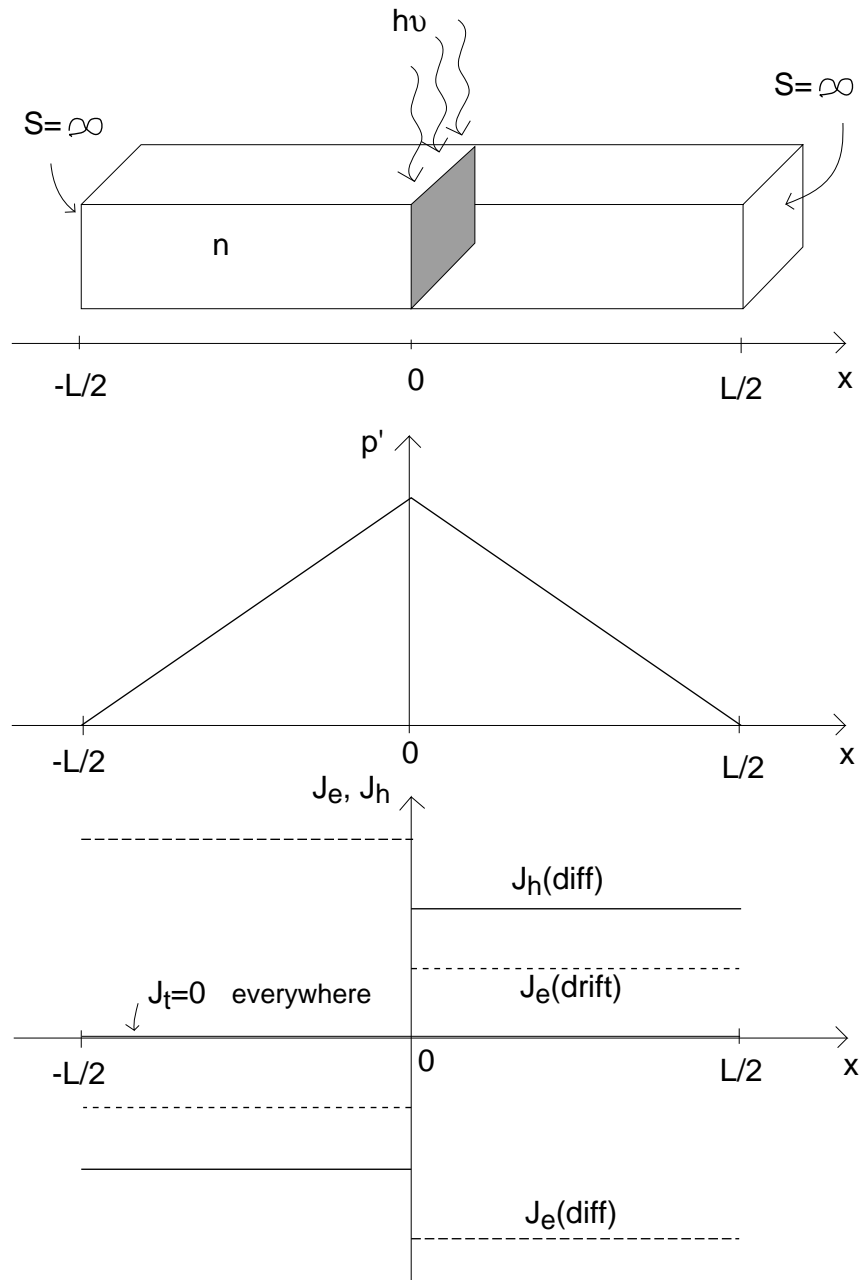 hυ
S= ∞
S= ∞
n
-L/2 0 L/2 x
p'
-L/2 0 L/2 x
Je, Jh
Jh(diff)
Jt=0 everywhere
Je(drift)
-L/2 0 L/2 x
Je(diff)